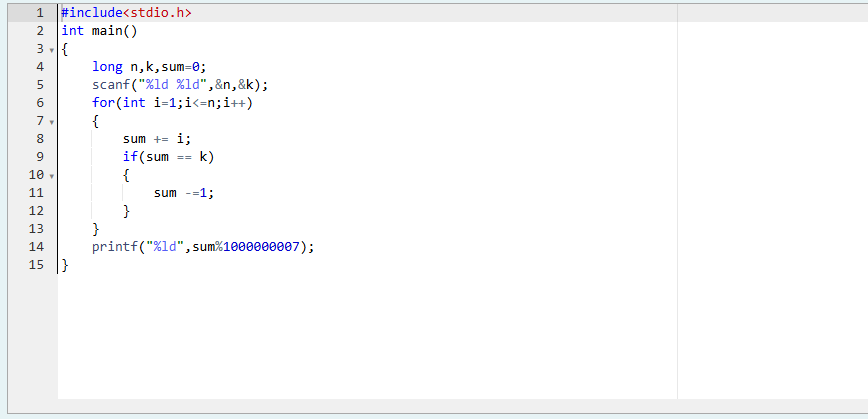 1 #include<stdio.h>
2 int main()
3 {
4 long n,k,sum=0;
5 scanf("%ld %ld",&n,&k);
6 for(int i=1;i<=n;i++)
7 {
8 sum += i;
9 if(sum == k)
10 {
11 sum -=1;
12 }
13 }
14 printf("%ld",sum%1000000007);
15 }